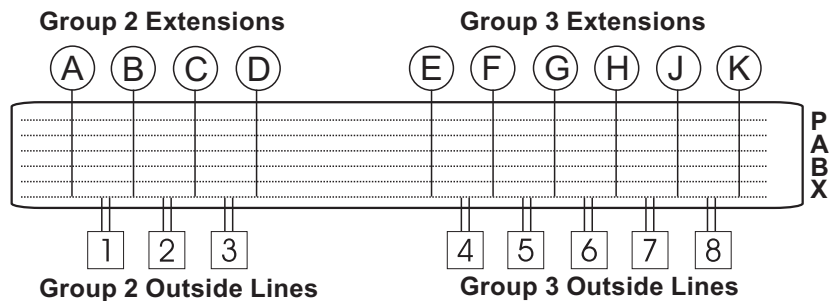 Group 2 Extensions Group 3 Extensions
A B C D E F G H J K
P
A
B
X
1 2 3 4 5 6 7 8
Group 2 Outside Lines Group 3 Outside Lines